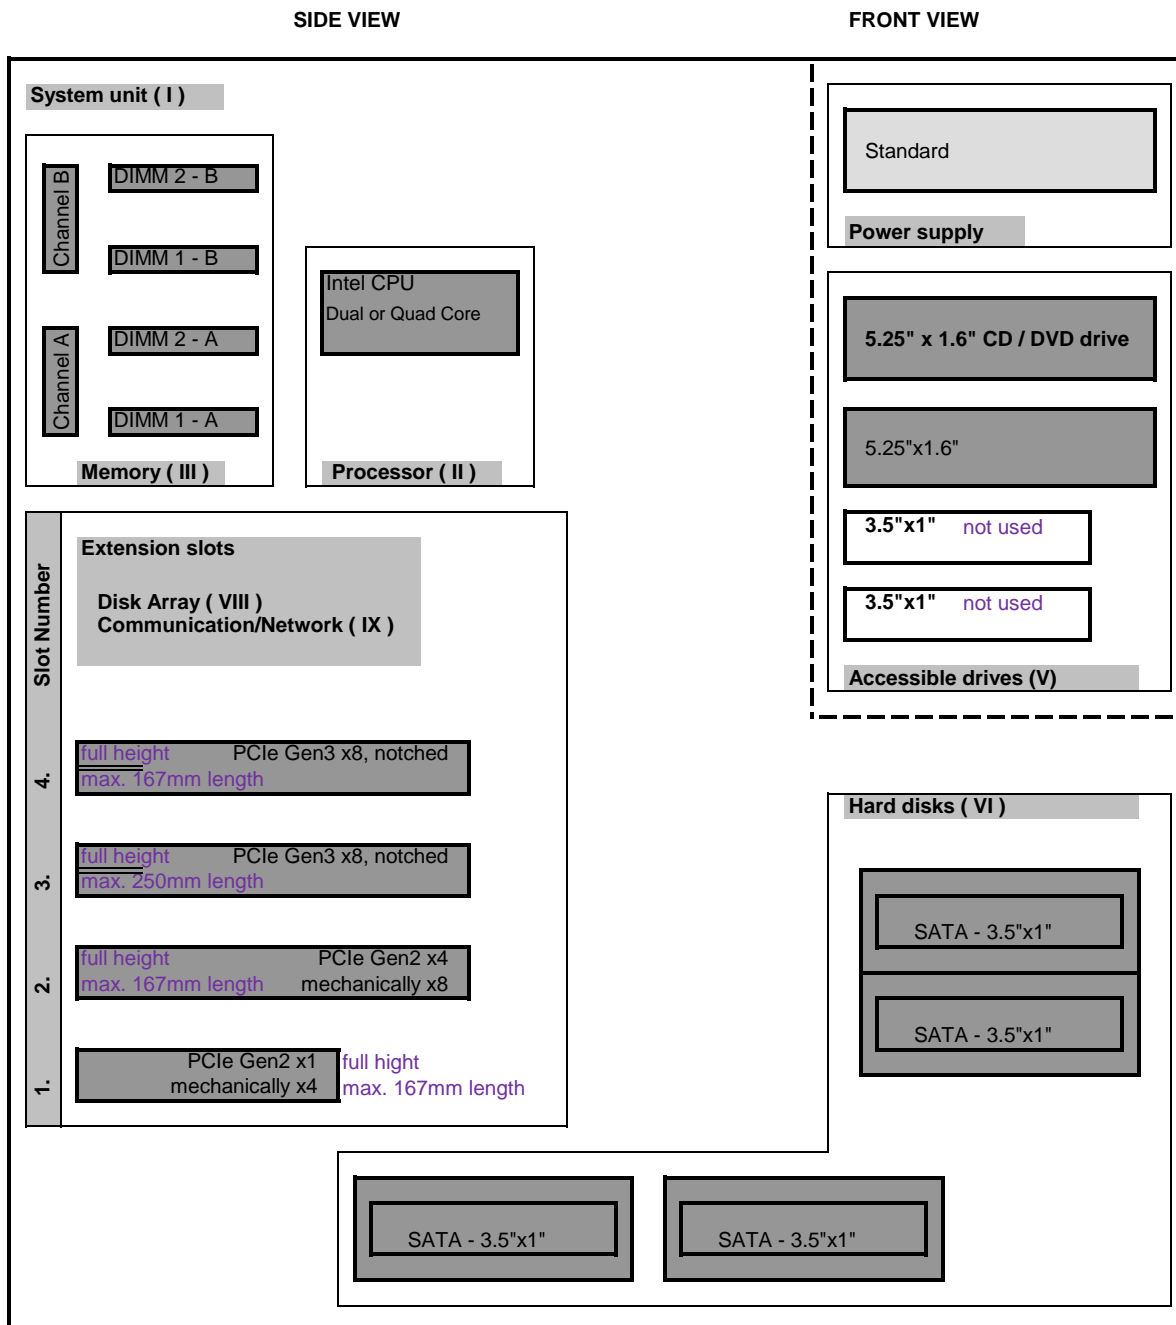 SIDE VIEW
FRONT VIEW
System unit ( I )
Channel B
DIMM 2 - B
DIMM 1 - B
Channel A
DIMM 2 - A
DIMM 1 - A
Memory ( III )
Intel CPU
Dual or Quad Core
Processor ( II )
Standard
Power supply
5.25" x 1.6" CD / DVD drive
5.25"x1.6"
3.5"x1" not used
3.5"x1" not used
Accessible drives (V)
Slot Number
Extension slots
Disk Array ( VIII )
Communication/Network ( IX )
4.
full height PCIe Gen3 x8, notched
max. 167mm length
3.
full height PCIe Gen3 x8, notched
max. 250mm length
2.
full height PCIe Gen2 x4
max. 167mm length mechanically x8
1.
PCIe Gen2 x1 full hight
mechanically x4 max. 167mm length
Hard disks ( VI )
SATA - 3.5"x1"
SATA - 3.5"x1"
SATA - 3.5"x1"
SATA - 3.5"x1"